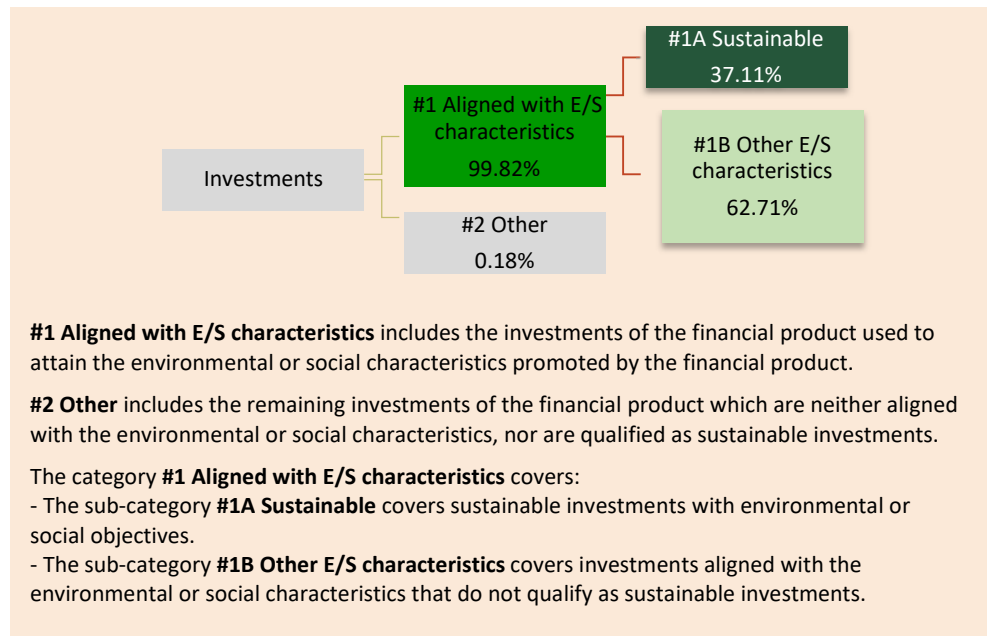 #1A Sustainable
37.11%
#1 Aligned with E/S
characteristics
99.82%
#1B Other E/S
characteristics
62.71%
Investments
#2 Other
0.18%
#1 Aligned with E/S characteristics includes the investments of the financial product used to
attain the environmental or social characteristics promoted by the financial product.
#2 Other includes the remaining investments of the financial product which are neither aligned
with the environmental or social characteristics, nor are qualified as sustainable investments.
The category #1 Aligned with E/S characteristics covers:
- The sub-category #1A Sustainable covers sustainable investments with environmental or
social objectives.
- The sub-category #1B Other E/S characteristics covers investments aligned with the
environmental or social characteristics that do not qualify as sustainable investments.